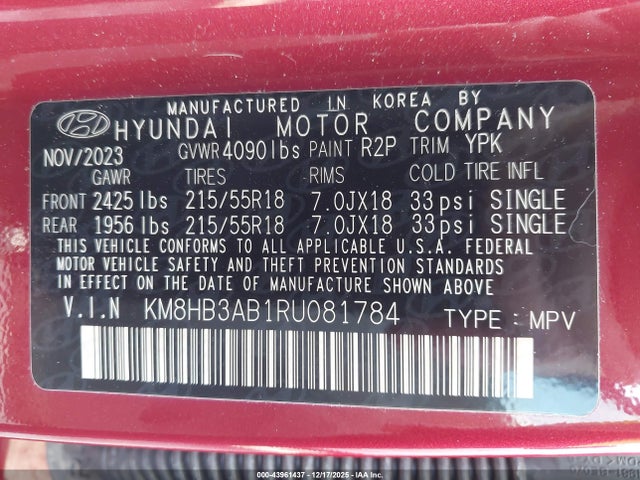 MANUFACTURED IN KOREA BY
HYUNDAI MOTOR COMPANY
NOV/2023 GVWR 4090 lbs PAINT R2P TRIM YPK
GAWR TIRES RIMS COLD TIRE INFL
FRONT 2425 lbs 215/55R18 7.0JX18 33 psi SINGLE
REAR 1956 lbs 215/55R18 7.0JX18 33 psi SINGLE
THIS VEHICLE CONFORMS TO ALL APPLICABLE U.S.A. FEDERAL
MOTOR VEHICLE SAFETY AND THEFT PREVENTION STANDARDS
IN EFFECT ON THE DATE OF MANUFACTURE SHOWN ABOVE.
V.I.N KM8HB3AB1RU081784 TYPE : MPV
000-43961437 - 12/17/2025 - IAA Inc.